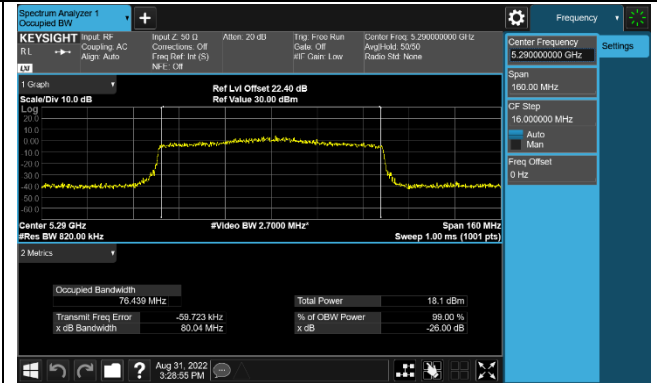 Spectrum Analyzer 1
Occupied BW
+
Frequency
KEYSIGHT
Input: RF
Input Z: 50 Ω
Atten: 20 dB
Trig: Free Run
Center Freq: 5.290000000 GHz
RL
Coupling: AC
Corrections: Off
Gate: Off
Avg|Hold: 50/50
Align: Auto
Freq Ref: Int (S)
#IF Gain: Low
Radio Std: None
LXI
NFE: Off
Center Frequency
5.290000000 GHz
Settings
Span
160.00 MHz
CF Step
16.000000 MHz
Auto
Man
Freq Offset
0 Hz
1 Graph
Ref Lvl Offset 22.40 dB
Scale/Div 10.0 dB
Ref Value 30.00 dBm
Log
20.0
10.0
0.00
-10.0
-20.0
-30.0
-40.0
-50.0
-60.0
Center 5.29 GHz
#Video BW 2.7000 MHz*
Span 160 MHz
#Res BW 820.00 kHz
Sweep 1.00 ms (1001 pts)
2 Metrics
Occupied Bandwidth
76.439 MHz
Total Power
18.1 dBm
Transmit Freq Error
-59.723 kHz
% of OBW Power
99.00 %
x dB Bandwidth
80.04 MHz
x dB
-26.00 dB
?
Aug 31, 2022
3:28:55 PM